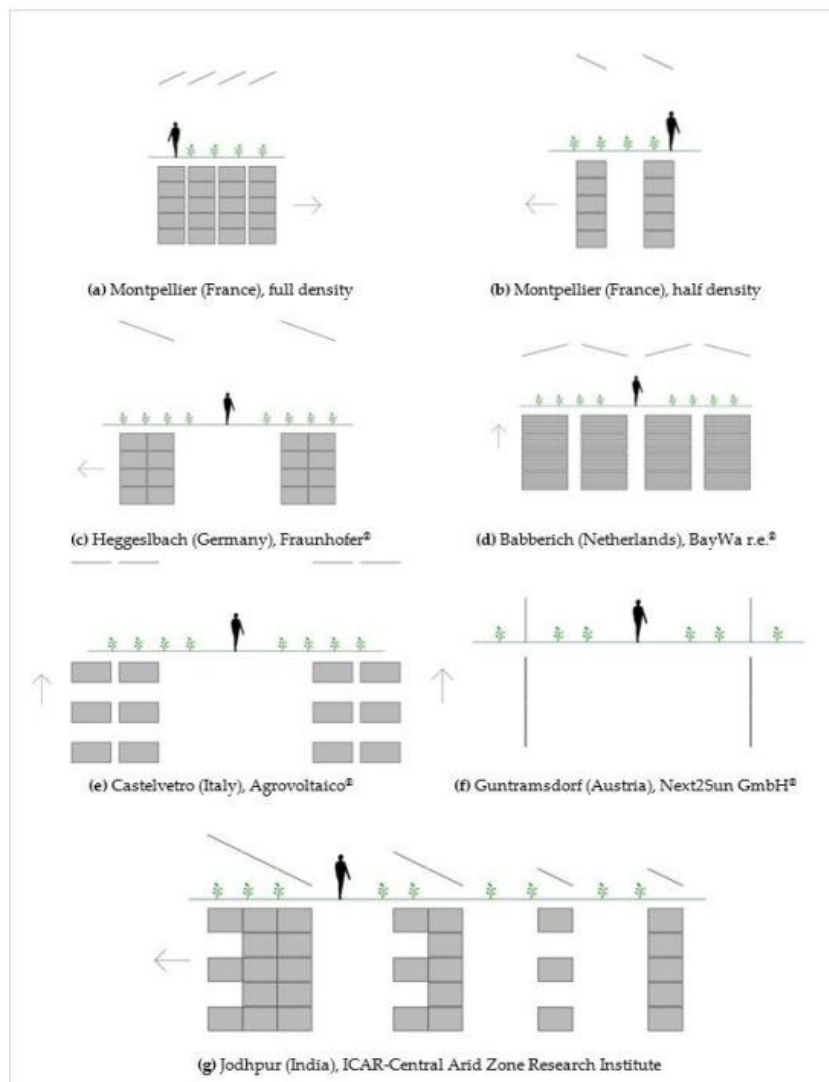 (a) Montpellier (France), full density
(b) Montpellier (France), half density
(c) Heggeslbach (Germany), Fraunhofer®
(d) Babberich (Netherlands), BayWa r.e.®
(e) Castelvetro (Italy), Agrovoltaico®
(f) Guntramsdorf (Austria), Next2Sun GmbH®
(g) Jodhpur (India), ICAR-Central Arid Zone Research Institute